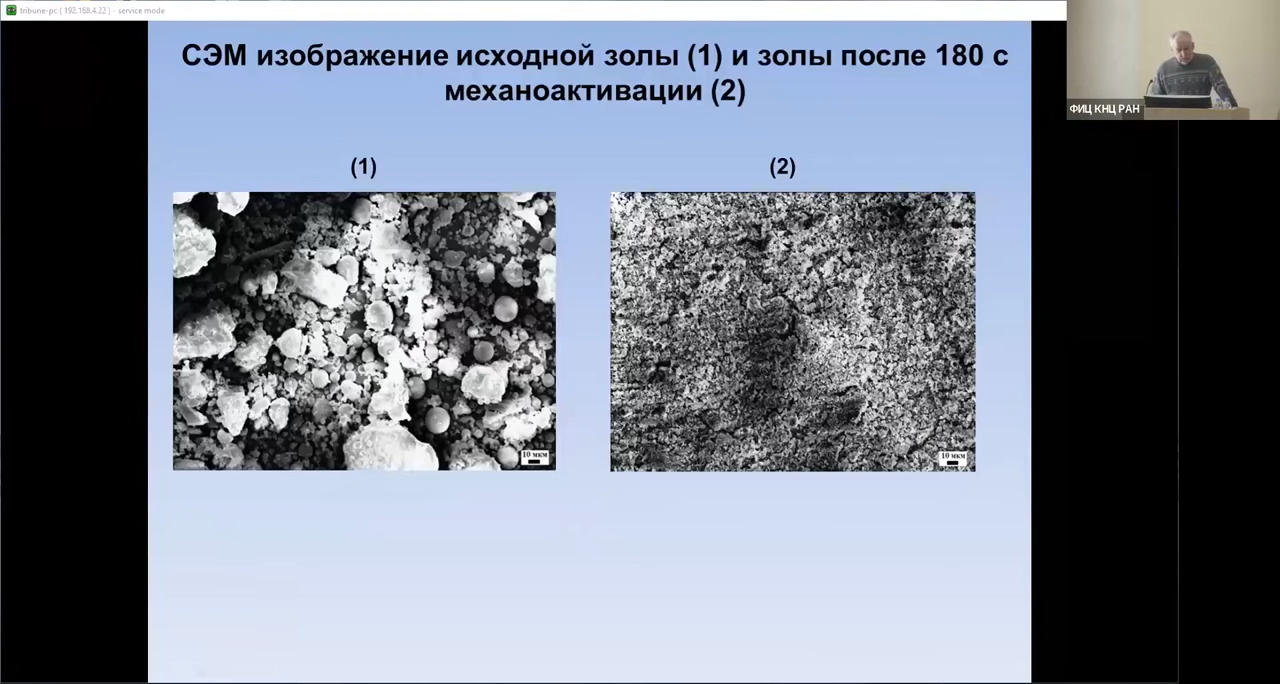 tribune-pc ( 192.168.4.22 ) - service mode
СЭМ изображение исходной золы (1) и золы после 180 с
механоактивации (2)
ФИЦ КНЦ РАН
(1)
(2)
10 мкм
10 мкм